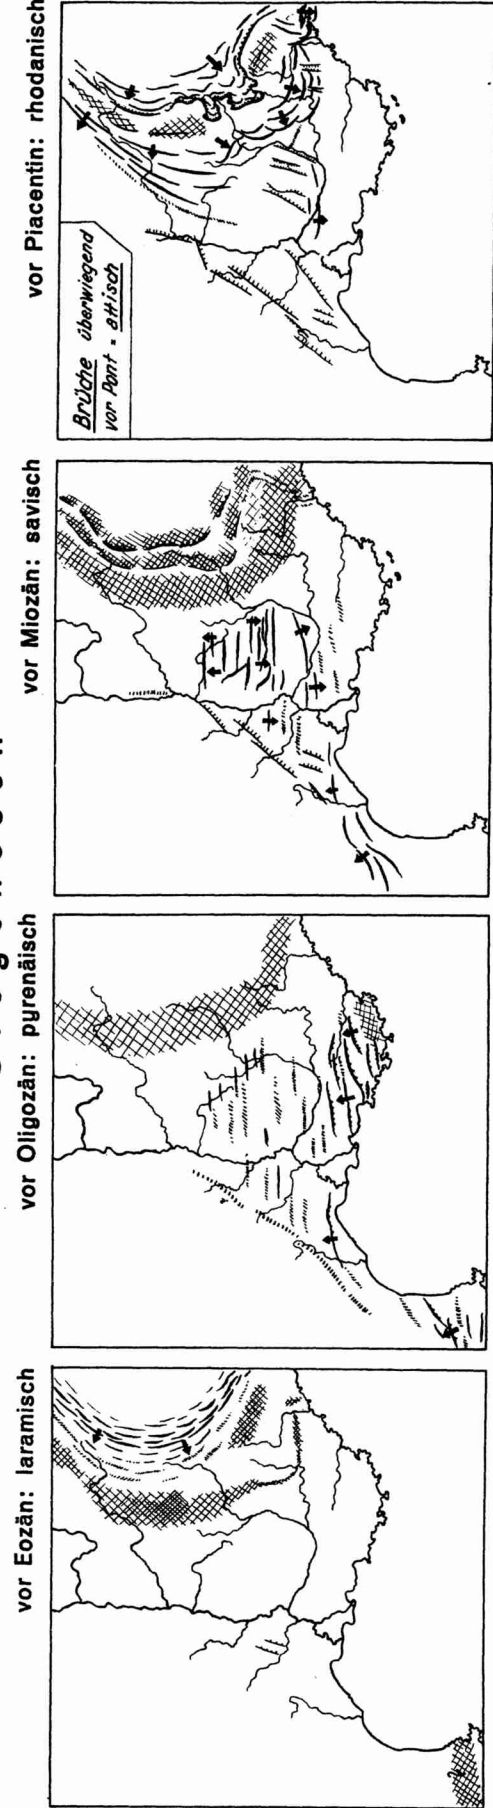 vor Eozän: laramisch
vor Oligozän: pyrenäisch
vor Miozän: savisch
vor Piacentin: rhodanisch
Brüche überwiegend
vor Pont = attisch